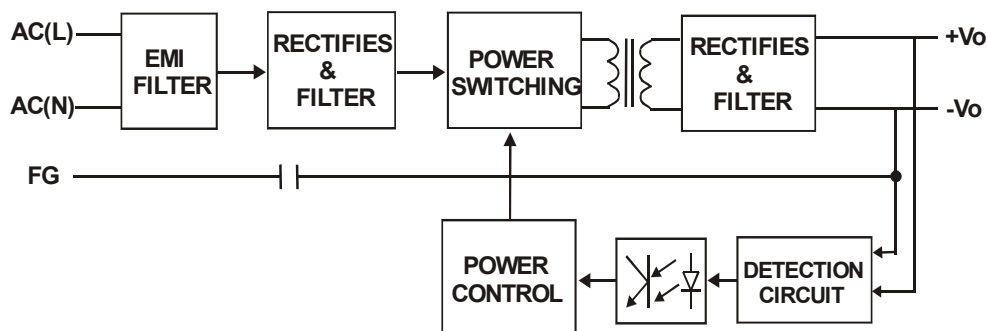 AC(L)
AC(N)
EMI
FILTER
RECTIFIES
&
FILTER
POWER
SWITCHING
RECTIFIES
&
FILTER
+Vo
-Vo
FG
POWER
CONTROL
DETECTION
CIRCUIT